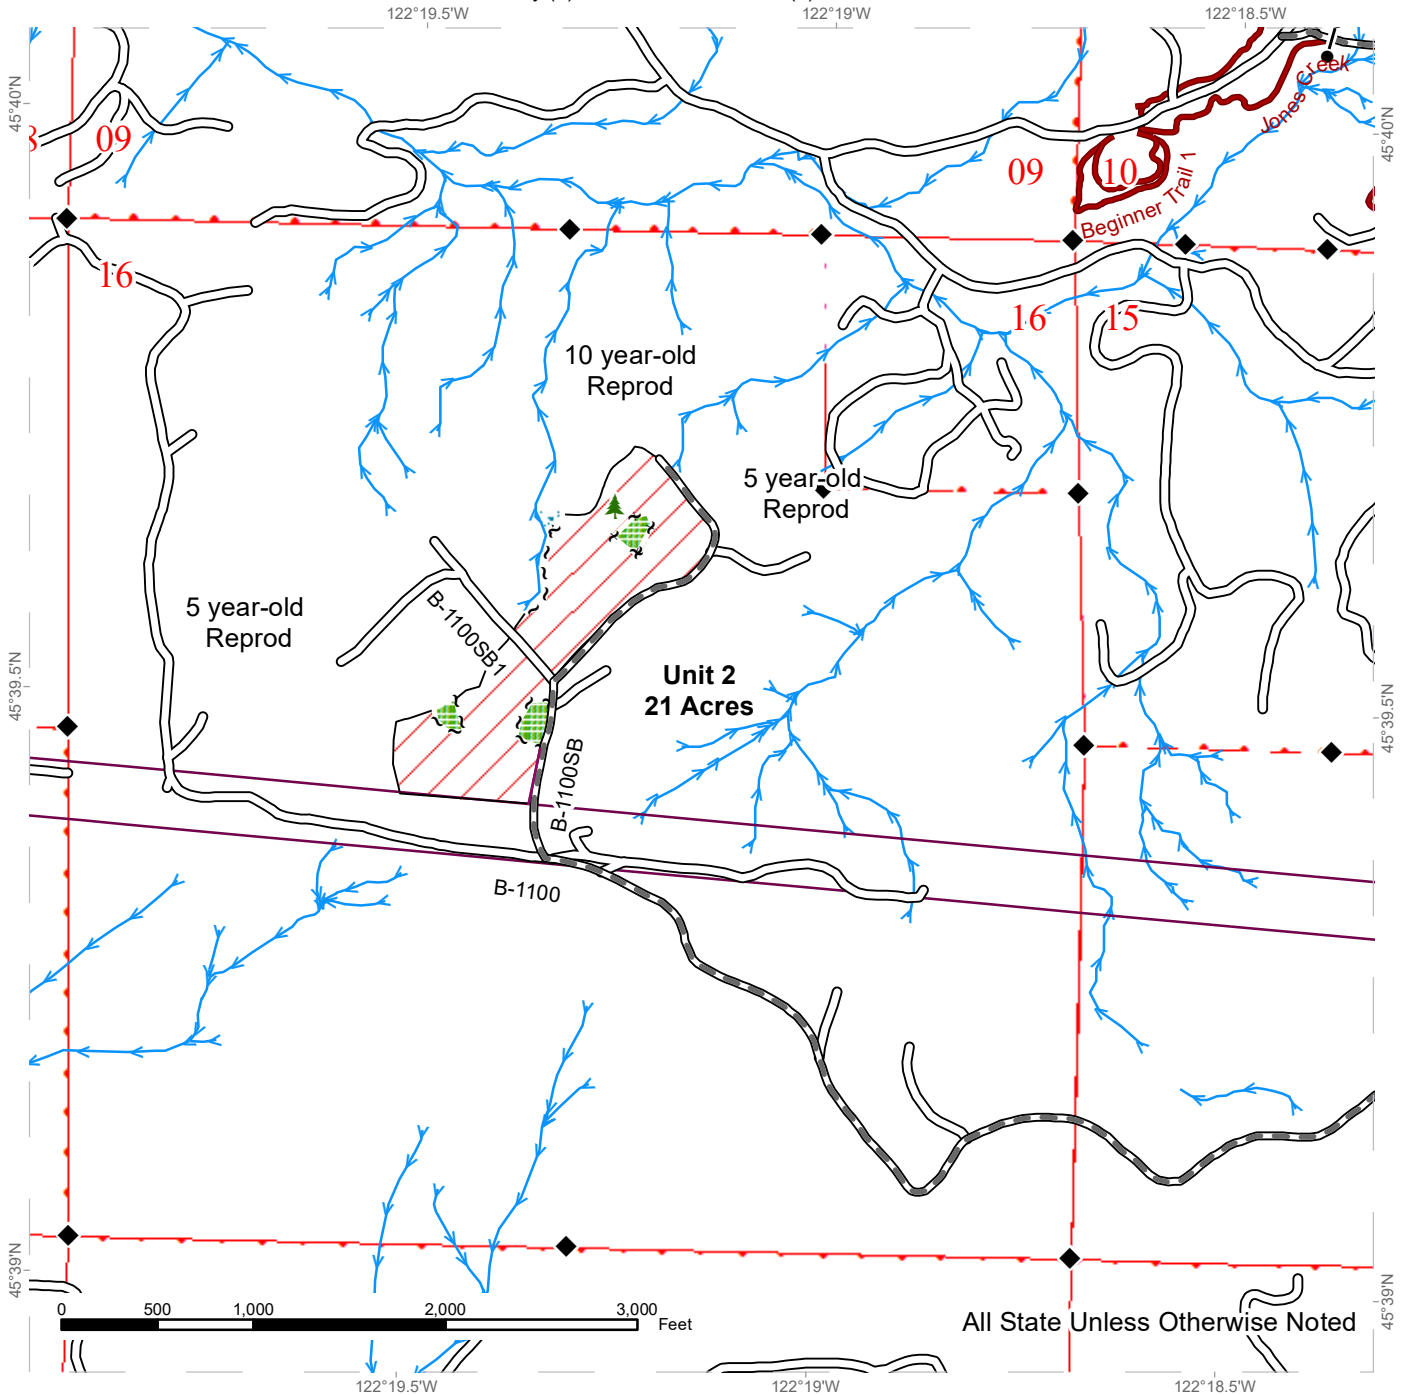 122°19.5'W
122°19'W
122°18.5'W
45°40'N
45°40'N
8
09
09
10
Jones Creek
Beginner Trail 1
16
16
15
10 year-old
Reprod
5 year-old
Reprod
5 year-old
Reprod
B-1100SB1
Unit 2
21 Acres
45°39.5'N
45°39.5'N
B-1100SB
B-1100
45°39'N
45°39'N
0 500 1,000 2,000 3,000
Feet
All State Unless Otherwise Noted
122°19.5'W
122°19'W
122°18.5'W